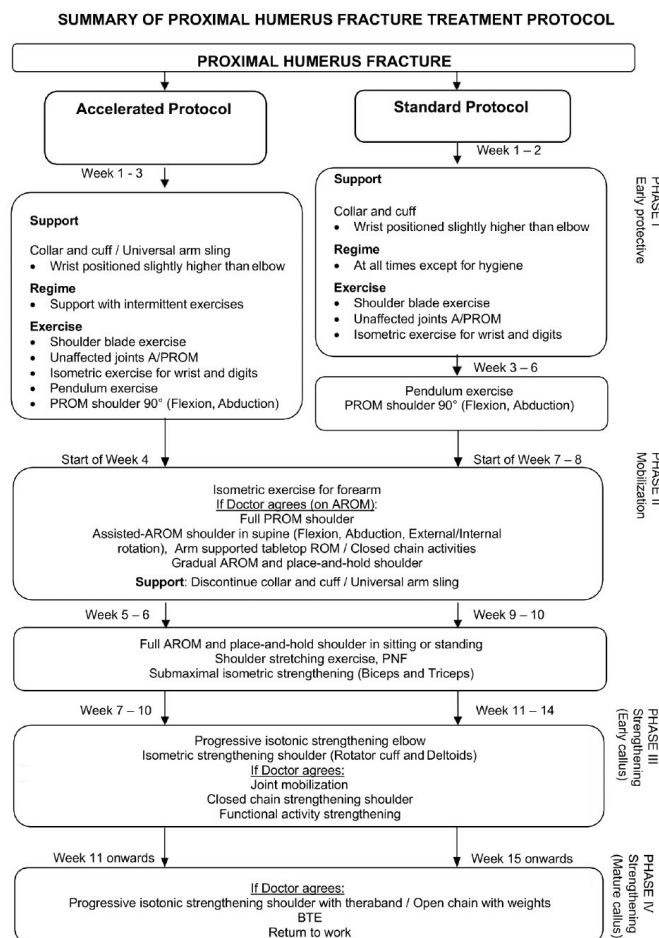 SUMMARY OF PROXIMAL HUMERUS FRACTURE TREATMENT PROTOCOL
PROXIMAL HUMERUS FRACTURE
Accelerated Protocol
Week 1 - 3
Support
Collar and cuff / Universal arm sling
• Wrist positioned slightly higher than elbow
Regime
• Support with intermittent exercises
Exercise
• Shoulder blade exercise
• Unaffected joints A/PROM
• Isometric exercise for wrist and digits
• Pendulum exercise
• PROM shoulder 90° (Flexion, Abduction)
Standard Protocol
Week 1 – 2
Support
Collar and cuff
• Wrist positioned slightly higher than elbow
Regime
• At all times except for hygiene
Exercise
• Shoulder blade exercise
• Unaffected joints A/PROM
• Isometric exercise for wrist and digits
Week 3 – 6
Pendulum exercise
PROM shoulder 90° (Flexion, Abduction)
PHASE I
Early protective
Start of Week 4
Start of Week 7 – 8
Isometric exercise for forearm
If Doctor agrees (on AROM):
Full PROM shoulder
Assisted-AROM shoulder in supine (Flexion, Abduction, External/Internal
rotation), Arm supported tabletop ROM / Closed chain activities
Gradual AROM and place-and-hold shoulder
Support: Discontinue collar and cuff / Universal arm sling
PHASE II
Mobilization
Week 5 – 6
Week 9 – 10
Full AROM and place-and-hold shoulder in sitting or standing
Shoulder stretching exercise, PNF
Submaximal isometric strengthening (Biceps and Triceps)
Week 7 – 10
Week 11 – 14
Progressive isotonic strengthening elbow
Isometric strengthening shoulder (Rotator cuff and Deltoids)
If Doctor agrees:
Joint mobilization
Closed chain strengthening shoulder
Functional activity strengthening
PHASE III
Strengthening
(Early callus)
Week 11 onwards
Week 15 onwards
If Doctor agrees:
Progressive isotonic strengthening shoulder with theraband / Open chain with weights
BTE
Return to work
PHASE IV
Strengthening
(Mature callus)